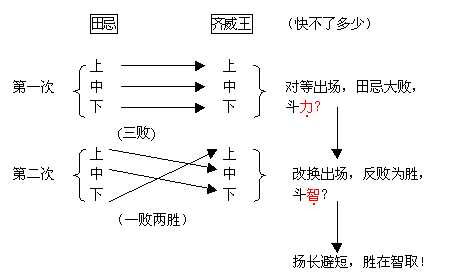 田忌 齐威王 （快不了多少）
上 上
第一次 中 中 对等出场，田忌大败，
下 下 斗力？
(三败)
上 上
第二次 中 中 改换出场，反败为胜，
下 下 斗智？
(一败两胜)
扬长避短，胜在智取！